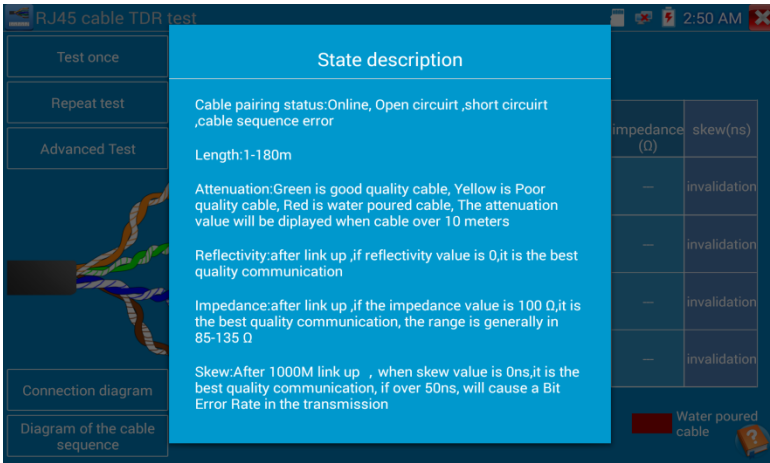 RJ45 cable TDR test
2:50 AM
Test once
Repeat test
Advanced Test
Connection diagram
Diagram of the cable
sequence
State description
Cable pairing status:Online, Open circuirt ,short circuirt
,cable sequence error
Length:1-180m
Attenuation:Green is good quality cable, Yellow is Poor
quality cable, Red is water poured cable, The attenuation
value will be diplayed when cable over 10 meters
Reflectivity:after link up ,if reflectivity value is 0,it is the best
quality communication
Impedance:after link up ,if the impedance value is 100 Ω,it is
the best quality communication, the range is generally in
85-135 Ω
Skew:After 1000M link up , when skew value is 0ns,it is the
best quality communication, if over 50ns, will cause a Bit
Error Rate in the transmission
impedance
(Ω)
skew(ns)
— invalidation
— invalidation
— invalidation
— invalidation
Water poured
cable